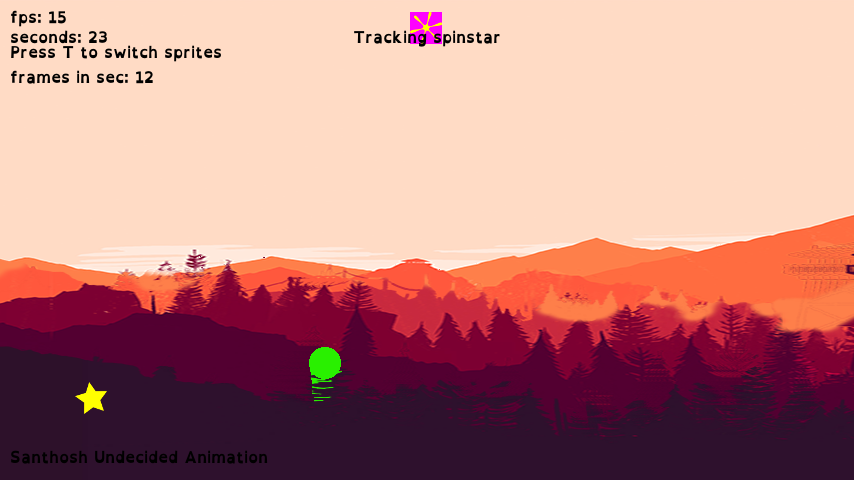 fps: 15
seconds: 23
Press T to switch sprites
frames in sec: 12
Tracking spinstar
Santhosh Undecided Animation